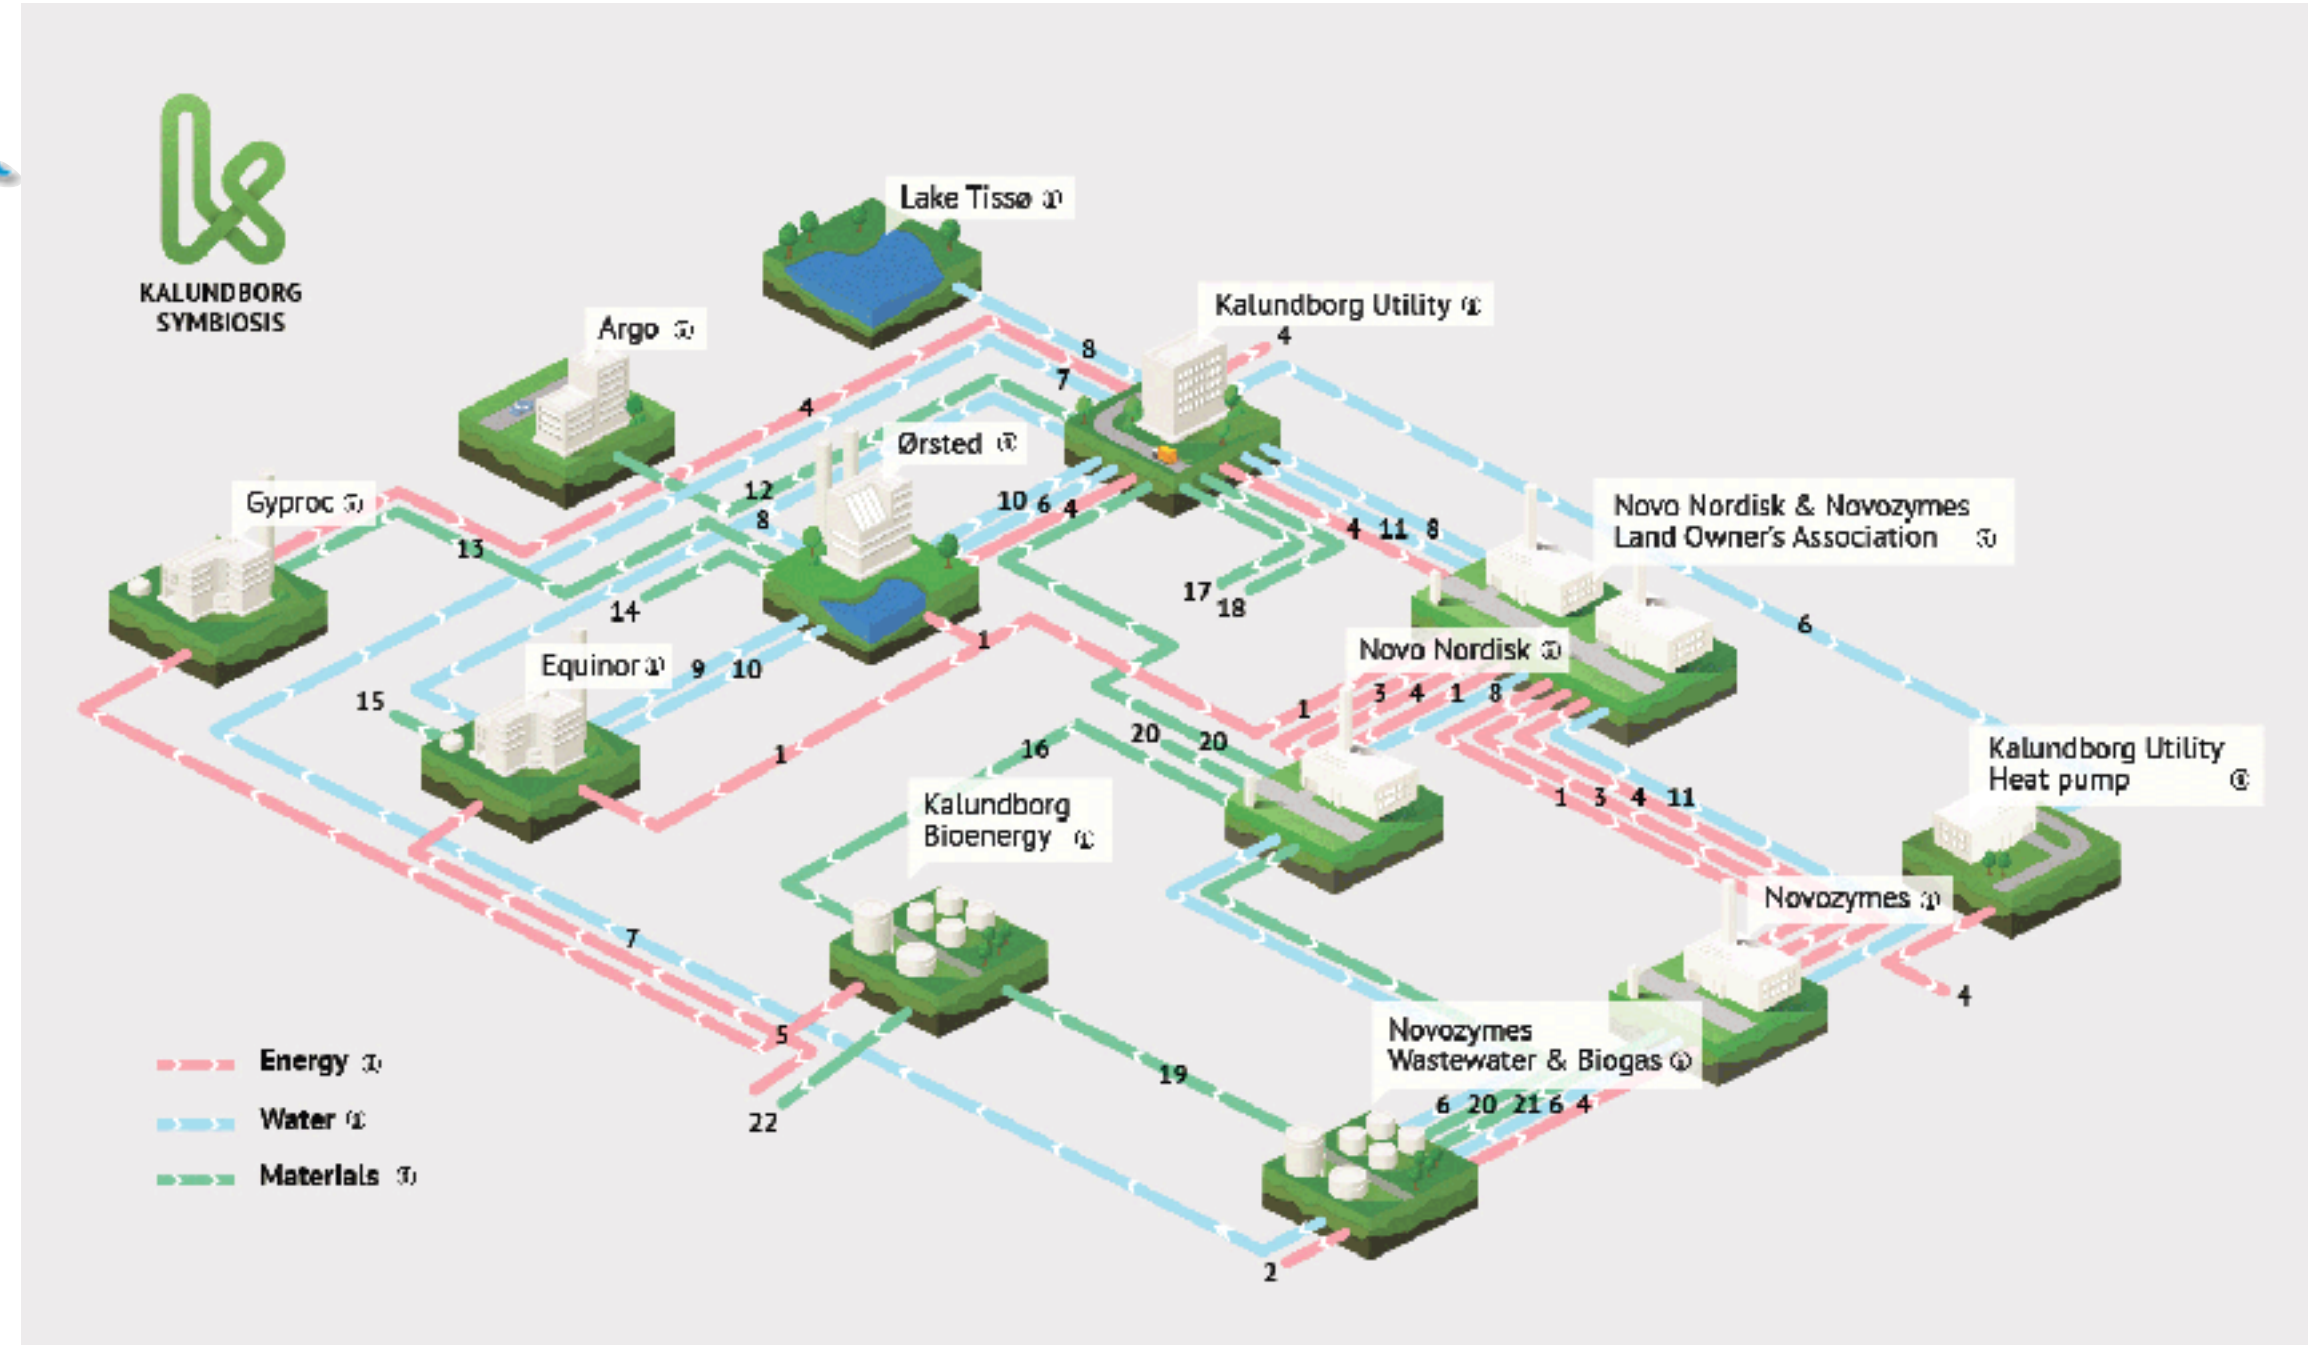 KALUNDBORG
SYMBIOSIS
Lake Tissø
Kalundborg Utility
4
Argo
8
7
4
Ørsted
Gyproc
12
8
10 6 4
13
4 11 8
Novo Nordisk & Novozymes
Land Owner's Association
17
18
14
6
1
Novo Nordisk
Equinor
9 10
15
1
3 4 1 8
1
16
20
20
Kalundborg Utility
Heat pump
1 3 4 11
Kalundborg
Bioenergy
Novozymes
7
4
5
Novozymes
Wastewater & Biogas
Energy
19
6 20 21 6 4
Water
22
Materials
2